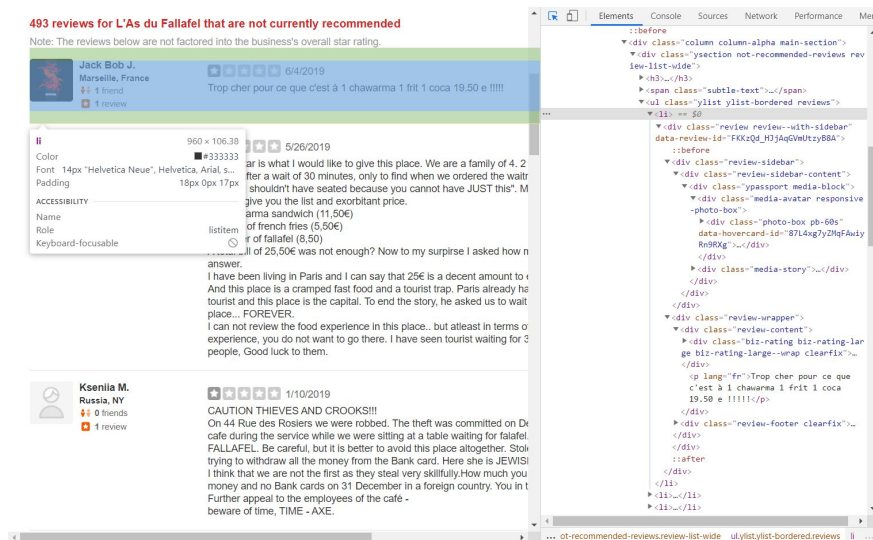 493 reviews for L'As du Fallafel that are not currently recommended
Note: The reviews below are not factored into the business's overall star rating.
Jack Bob J.
Marseille, France
1 friend
1 review
6/4/2019
Trop cher pour ce que c'est à 1 chawarma 1 frit 1 coca 19.50 e !!!!!
li 960 × 106.38
Color #333333
Font 14px "Helvetica Neue", Helvetica, Arial, s...
Padding 18px 0px 17px
ACCESSIBILITY
Name
Role listitem
Keyboard-focusable
5/26/2019
ar is what I would like to give this place. We are a family of 4. 2
fter a wait of 30 minutes, only to find when we ordered the waitr
shouldn't have seated because you cannot have JUST this". M
give you the list and exorbitant price.
arma sandwich (11,50€)
of french fries (5,50€)
r of fallafel (8,50)
ill of 25,50€ was not enough? Now to my surpirse I asked how
answer.
I have been living in Paris and I can say that 25€ is a decent amount to
And this place is a cramped fast food and a tourist trap. Paris already ha
tourist and this place is the capital. To end the story, he asked us to wait
place... FOREVER.
I can not review the food experience in this place.. but atleast in terms o
experience, you do not want to go there. I have seen tourist waiting for 3
people, Good luck to them.
Kseniia M.
Russia, NY
0 friends
1 review
1/10/2019
CAUTION THIEVES AND CROOKS!!!
On 44 Rue des Rosiers we were robbed. The theft was committed on De
cafe during the service while we were sitting at a table waiting for falafel.
FALLAFEL. Be careful, but it is better to avoid this place altogether. Stole
trying to withdraw all the money from the Bank card. Here she is JEWIS
I think that we are not the first as they steal very skillfully.How much you
money and no Bank cards on 31 December in a foreign country. You in t
Further appeal to the employees of the café -
beware of time, TIME - AXE.
Elements Console Sources Network Performance Mer
::before
<div class="column column-alpha main-section">
<div class="ysection not-recommended-reviews rev
iew-list-wide">
<h3>…</h3>
<span class="subtle-text">…</span>
<ul class="ylist ylist-bordered reviews">
<li> == $0
<div class="review review--with-sidebar"
data-review-id="FKKzQd_HJjAqGVmUtzyB8A">
::before
<div class="review-sidebar">
<div class="review-sidebar-content">
<div class="ypassport media-block">
<div class="media-avatar responsive
-photo-box">
<div class="photo-box pb-60s"
data-hovercard-id="87L4xg7yZMqFAwiy
Rn9RXg">…</div>
</div>
<div class="media-story">…</div>
</div>
</div>
</div>
<div class="review-wrapper">
<div class="review-content">
<div class="biz-rating biz-rating-lar
ge biz-rating-large--wrap clearfix">…
</div>
<p lang="fr">Trop cher pour ce que
c'est à 1 chawarma 1 frit 1 coca
19.50 e !!!!!</p>
</div>
<div class="review-footer clearfix">…
</div>
</div>
::after
</div>
</li>
<li>…</li>
<li>…</li>
... ot-recommended-reviews.review-list-wide ul.ylist.ylist-bordered.reviews li ...